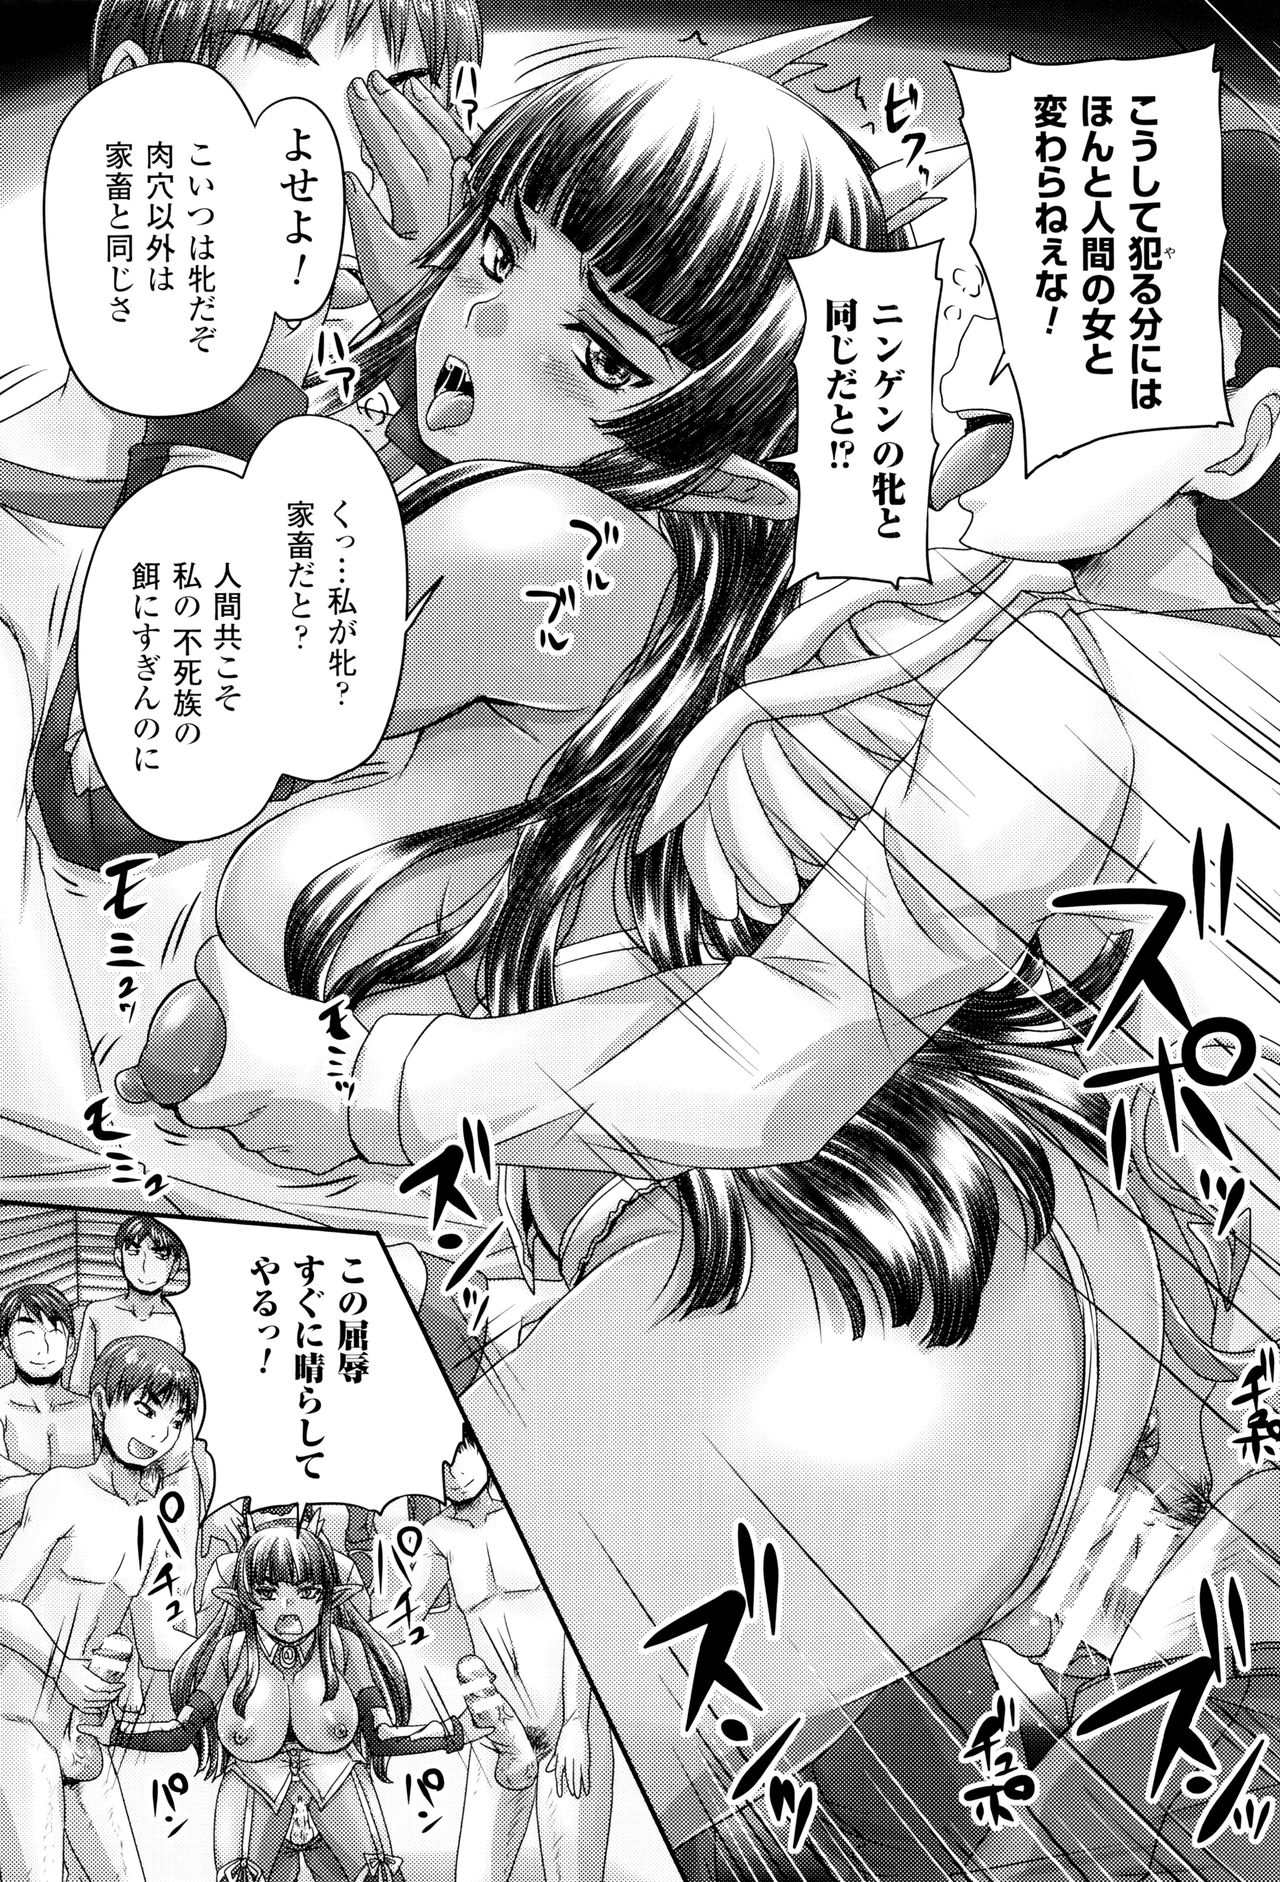 こうして犯る分には
や
ほんと人間の女と
変わらねぇな！
ニンゲンの牝と
同じだと!?
よせよ！
こいつは牝だぞ
肉穴以外は
家畜と同じさ
くっ…私が牝？
家畜だと？
人間共こそ
私の不死族の
餌にすぎんのに
ビクッ
ハァ
ハァ
ブル
ブル
モミュッ
モミュ
モミッ
ズンッ
ズポッ
ヂュポ
ズンッ
ズンッ
ヂュポ
この屈辱
すぐに晴らして
やるっ！
パチュ
パチュ
パン
パン